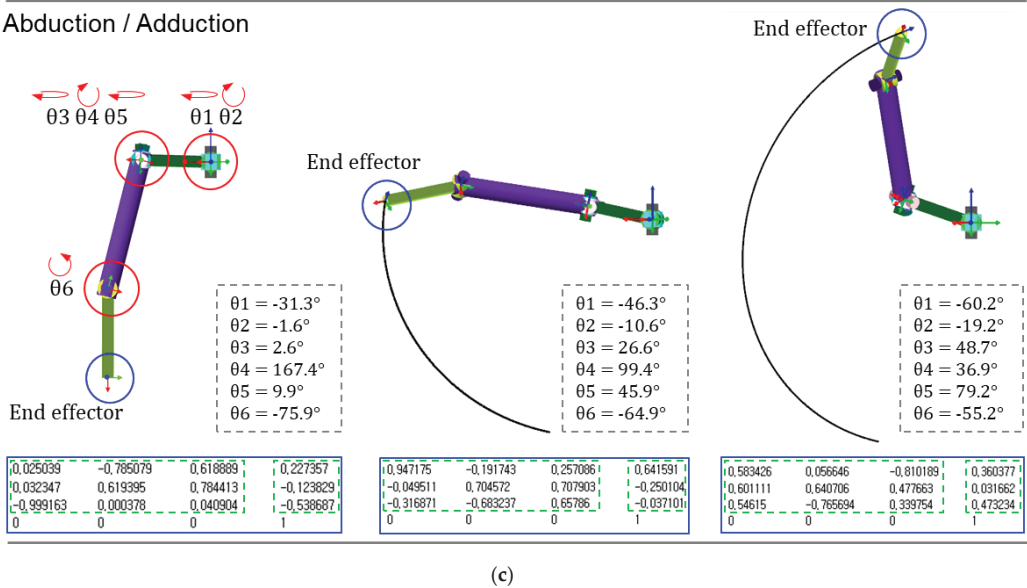 Abduction / Adduction
End effector
θ3 θ4 θ5 θ1 θ2
End effector
θ6
θ1 = -31.3°
θ2 = -1.6°
θ3 = 2.6°
θ4 = 167.4°
θ5 = 9.9°
θ6 = -75.9°
θ1 = -46.3°
θ2 = -10.6°
θ3 = 26.6°
θ4 = 99.4°
θ5 = 45.9°
θ6 = -64.9°
θ1 = -60.2°
θ2 = -19.2°
θ3 = 48.7°
θ4 = 36.9°
θ5 = 79.2°
θ6 = -55.2°
End effector
0,025039 -0,785079 0,618889 0,227357
0,032347 0,619395 0,784413 -0,123829
-0,999163 0,000378 0,040904 -0,538687
0 0 0 1
0,947175 -0,191743 0,257086 0,641591
-0,049511 0,704572 0,707903 -0,250104
-0,316871 -0,683237 0,65786 -0,037101
0 0 0 1
0,583426 0,056646 -0,810189 0,360377
0,601111 0,640706 0,477663 0,031662
0,54615 -0,765694 0,339754 0,473234
0 0 0 1
(c)